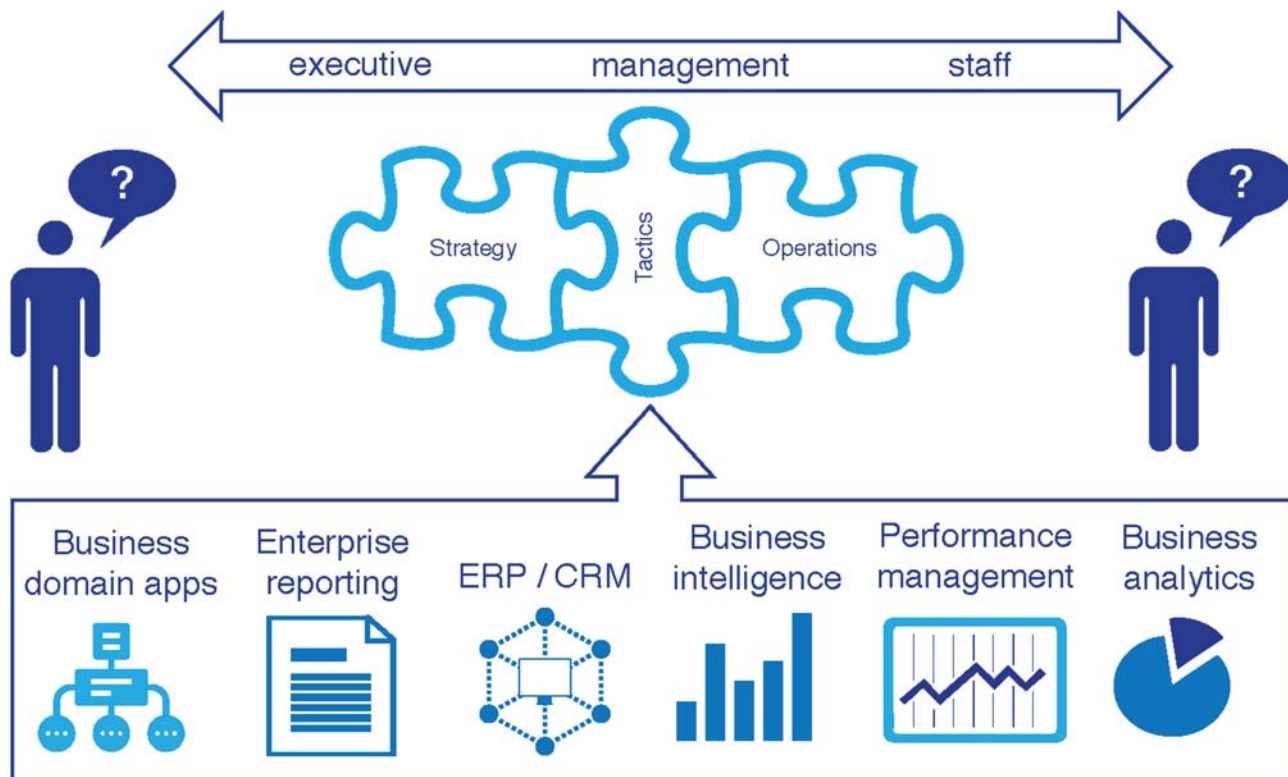 executive management staff
?
?
Strategy
Tactics
Operations
Business
domain apps
Enterprise
reporting
ERP / CRM
Business
intelligence
Performance
management
Business
analytics